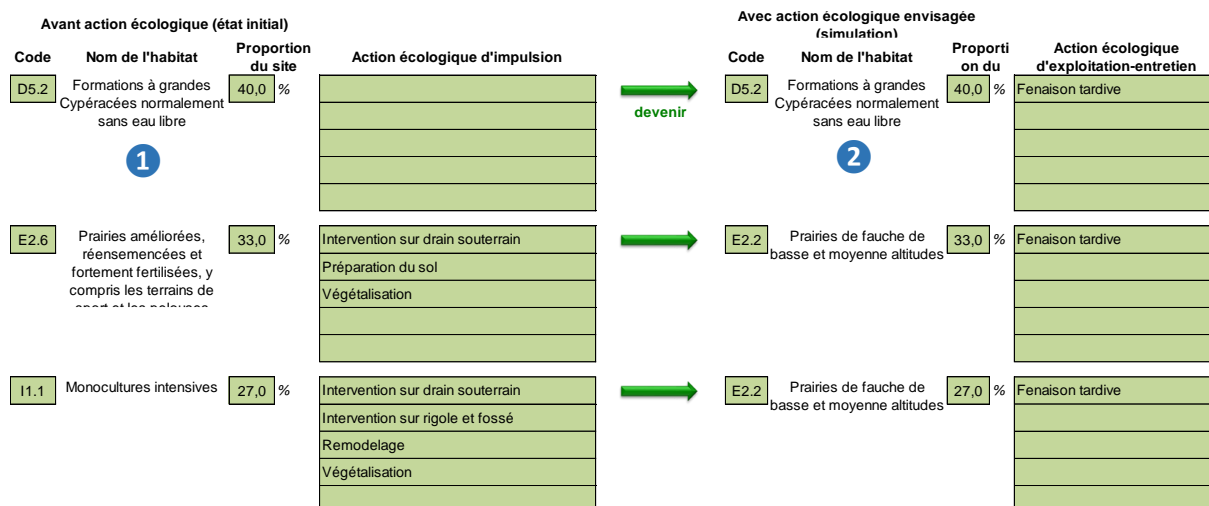 Avant action écologique (état initial)
Avec action écologique envisagée
(simulation)
Code Nom de l'habitat Proportion
du site Action écologique d'impulsion
Code Nom de l'habitat Proporti
on du Action écologique
d'exploitation-entretien
D5.2 Formations à grandes
Cypéracées normalement
sans eau libre
40,0 %
devenir
D5.2 Formations à grandes
Cypéracées normalement
sans eau libre
40,0 % Fenaison tardive
1
2
E2.6 Prairies améliorées,
réensemencées et
fortement fertilisées, y
compris les terrains de
sport et les pelouses
33,0 % Intervention sur drain souterrain
Préparation du sol
Végétalisation
E2.2 Prairies de fauche de
basse et moyenne altitudes
33,0 % Fenaison tardive
I1.1 Monocultures intensives 27,0 % Intervention sur drain souterrain
Intervention sur rigole et fossé
Remodelage
Végétalisation
E2.2 Prairies de fauche de
basse et moyenne altitudes
27,0 % Fenaison tardive